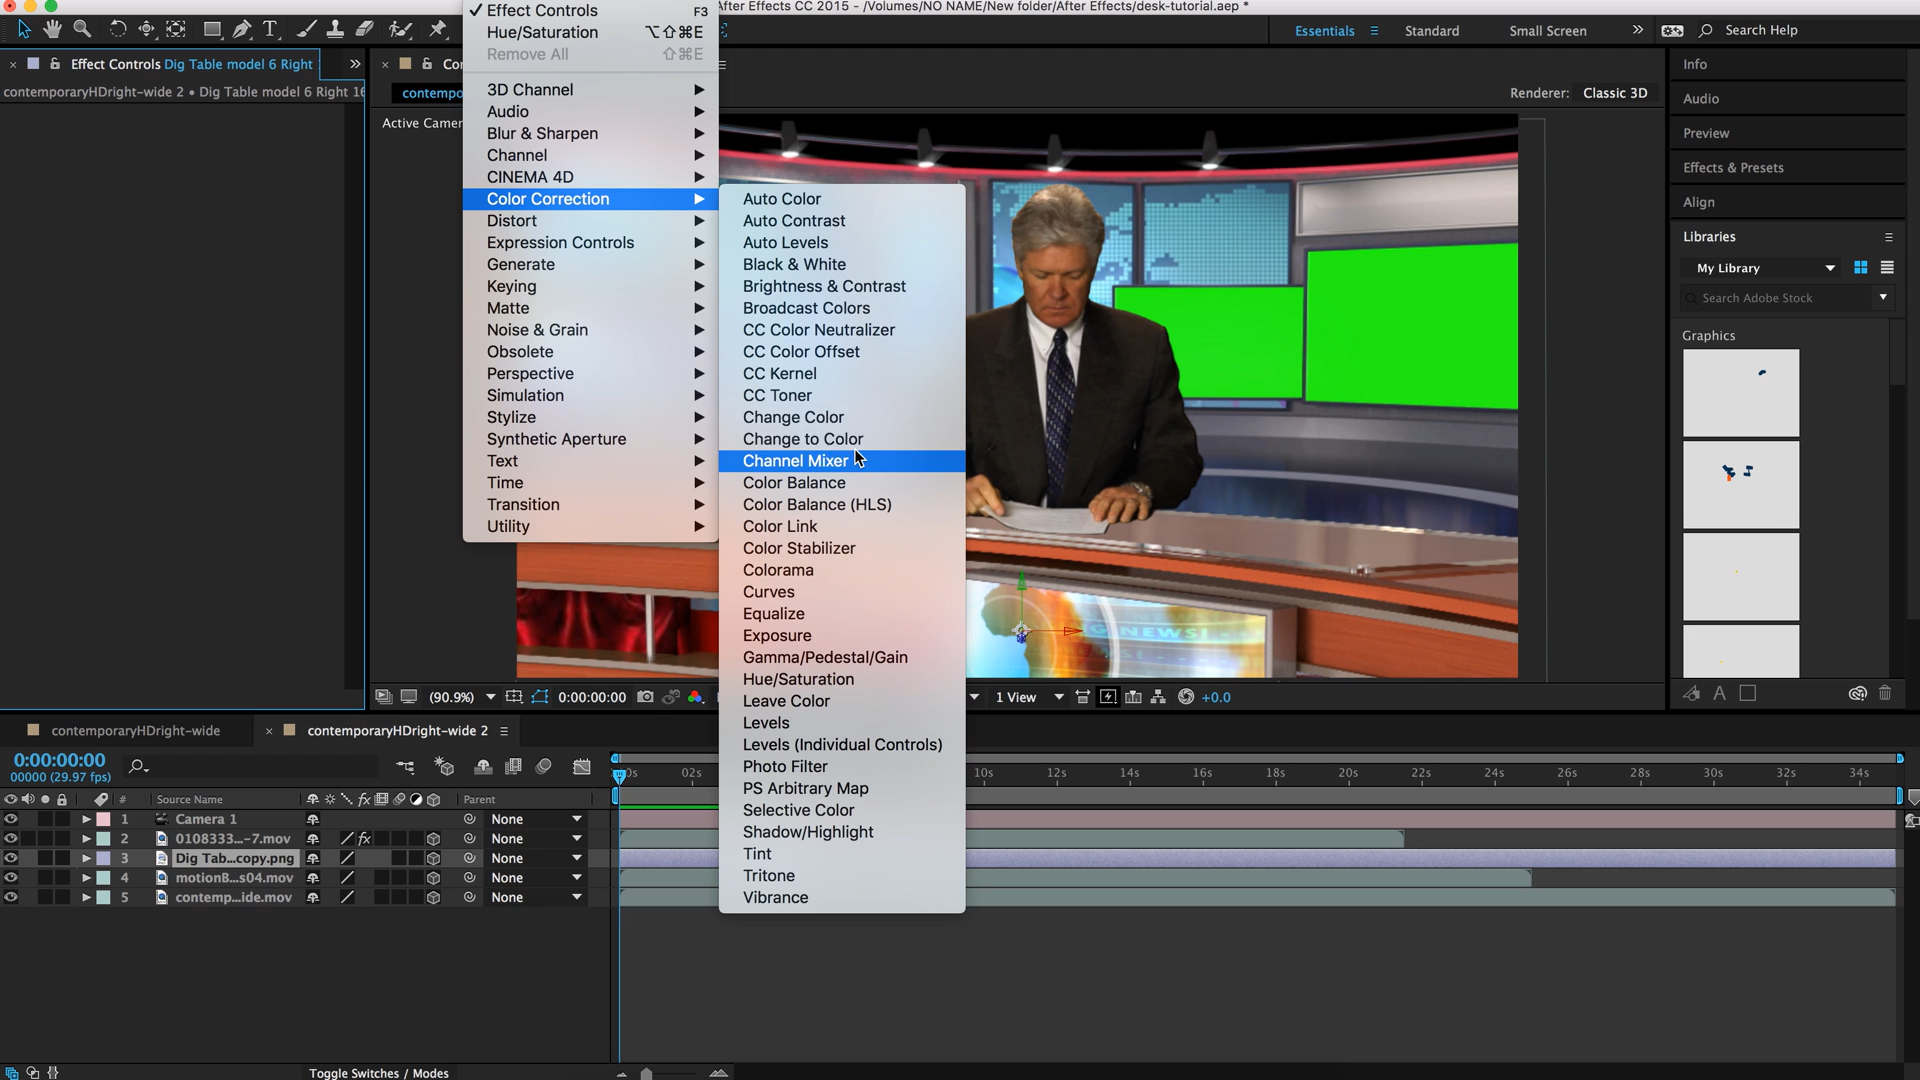 After Effects CC 2015 - /Volumes/NO NAME/New folder/After Effects/desk-tutorial.aep *
✓ Effect Controls F3
Hue/Saturation ⌥⇧⌘E
Remove All ⇧⌘E
3D Channel
Audio
Blur & Sharpen
Channel
CINEMA 4D
Color Correction
Distort
Expression Controls
Generate
Keying
Matte
Noise & Grain
Obsolete
Perspective
Simulation
Stylize
Synthetic Aperture
Text
Time
Transition
Utility
Auto Color
Auto Contrast
Auto Levels
Black & White
Brightness & Contrast
Broadcast Colors
CC Color Neutralizer
CC Color Offset
CC Kernel
CC Toner
Change Color
Change to Color
Channel Mixer
Color Balance
Color Balance (HLS)
Color Link
Color Stabilizer
Colorama
Curves
Equalize
Exposure
Gamma/Pedestal/Gain
Hue/Saturation
Leave Color
Levels
Levels (Individual Controls)
Photo Filter
PS Arbitrary Map
Selective Color
Shadow/Highlight
Tint
Tritone
Vibrance
Essentials Standard Small Screen » Search Help
× Effect Controls Dig Table model 6 Right »
contemporaryHDright-wide 2 • Dig Table model 6 Right 16
× Co
contempo
Active Camer
Renderer: Classic 3D
Info
Audio
Preview
Effects & Presets
Align
Libraries
My Library
Search Adobe Stock
Graphics
G NEWS!
(90.9%) 0:00:00:00 1 View +0.0
contemporaryHDright-wide × contemporaryHDright-wide 2
0:00:00:00
00000 (29.97 fps)
0s 02s 10s 12s 14s 16s 18s 20s 22s 24s 26s 28s 30s 32s 34s
# Source Name fx Parent
1 Camera 1 None
2 0108333...-7.mov fx None
3 Dig Tab...copy.png None
4 motionB...s04.mov None
5 contemp...ide.mov None
Toggle Switches / Modes